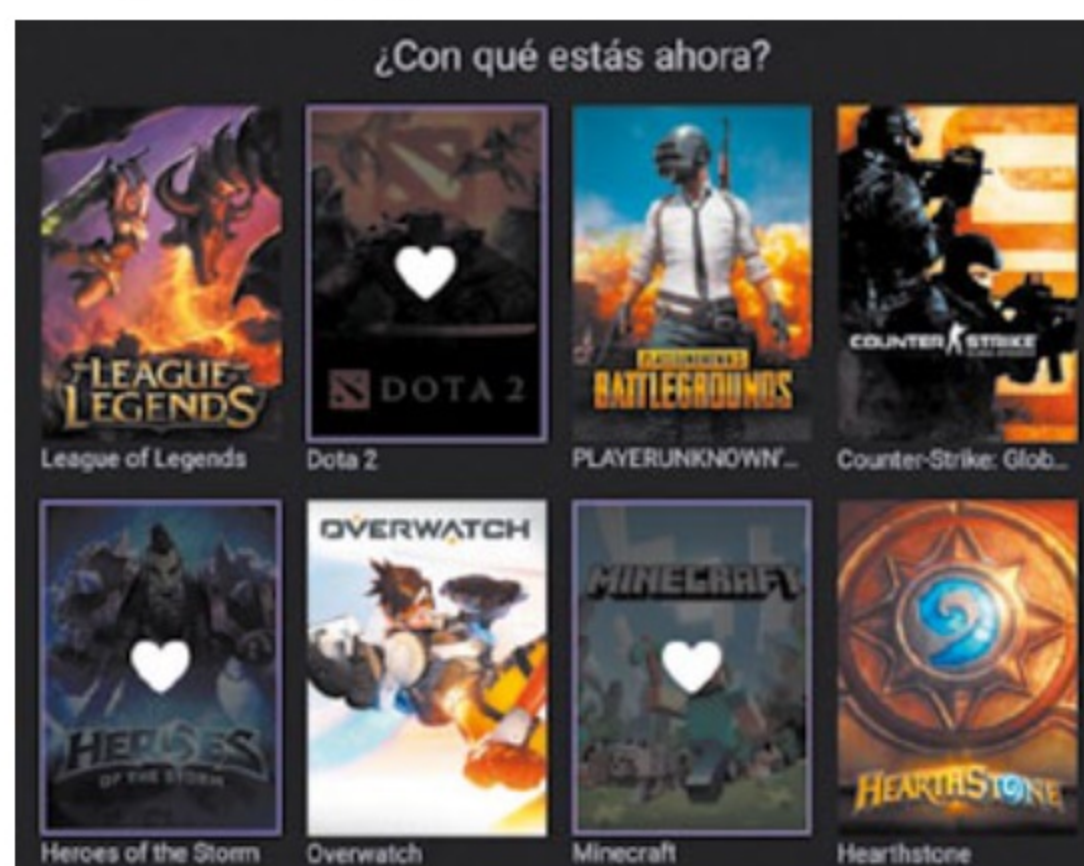 ¿Con qué estás ahora?
LEAGUE OF LEGENDS
DOTA 2
BATTLEGROUNDS
COUNTER STRIKE
League of Legends
Dota 2
PLAYERUNKNOWN'...
Counter-Strike: Glob...
HEROES
OF THE STORM
OVERWATCH
MINECRAFT
HEARTHSTONE
Heroes of the Storm
Overwatch
Minecraft
Hearthstone